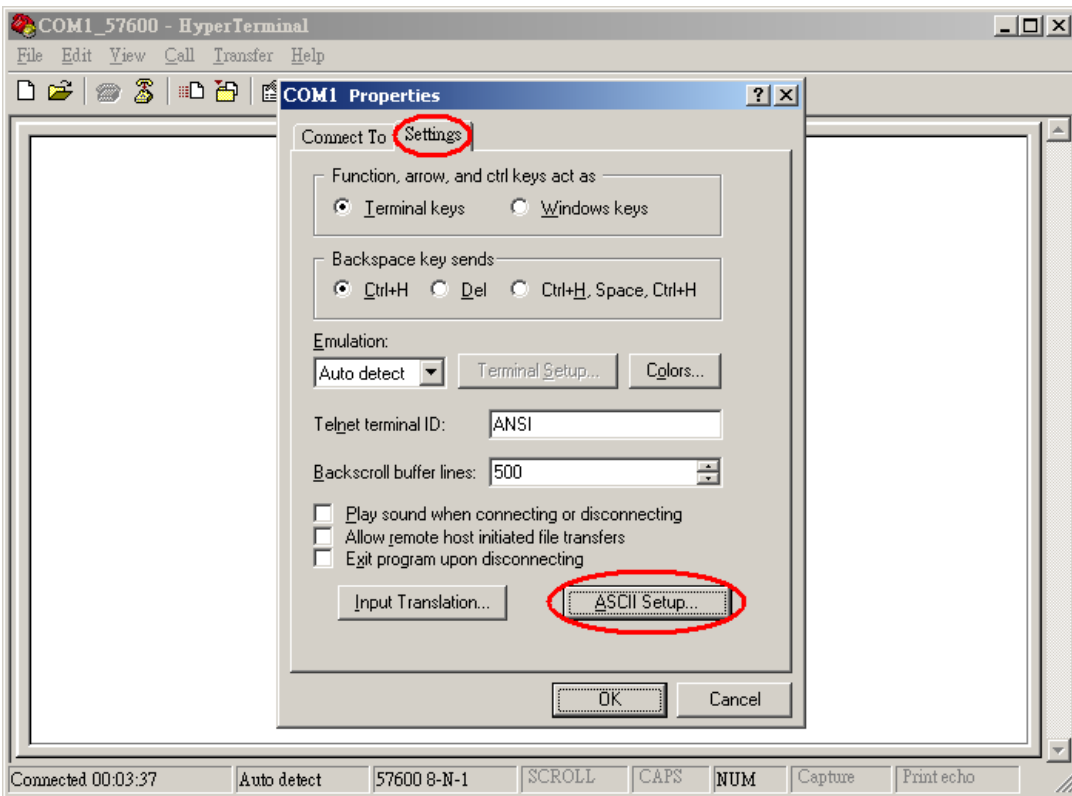 COM1_57600 - HyperTerminal
File Edit View Call Transfer Help
COM1 Properties
Connect To Settings
Function, arrow, and ctrl keys act as
Terminal keys Windows keys
Backspace key sends
Ctrl+H Del Ctrl+H, Space, Ctrl+H
Emulation:
Auto detect Terminal Setup... Colors...
Telnet terminal ID: ANSI
Backscroll buffer lines: 500
Play sound when connecting or disconnecting
Allow remote host initiated file transfers
Exit program upon disconnecting
Input Translation... ASCII Setup...
OK Cancel
Connected 00:03:37 Auto detect 57600 8-N-1 SCROLL CAPS NUM Capture Print echo